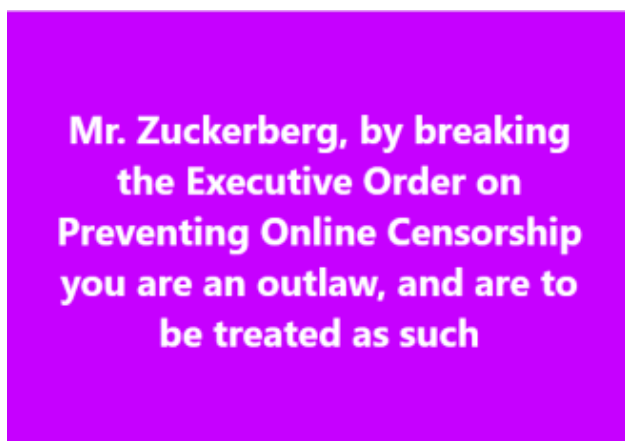 Mr. Zuckerberg, by breaking
the Executive Order on
Preventing Online Censorship
you are an outlaw, and are to
be treated as such